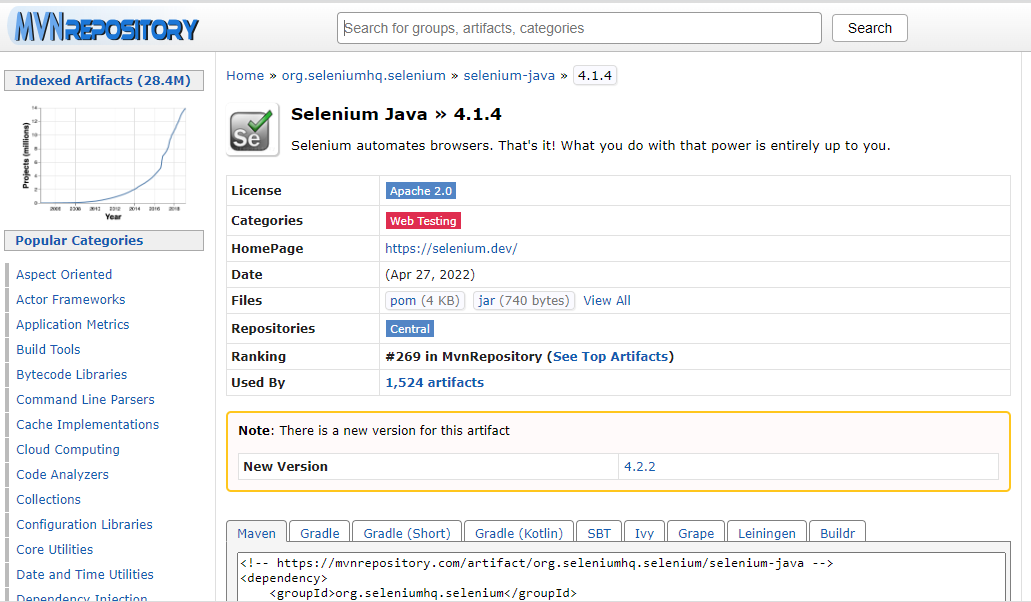 MVNREPOSITORY
Search for groups, artifacts, categories
Search
Indexed Artifacts (28.4M)
Projects (millions)
14
12
10
8
6
4
2
0
2006 2008 2010 2012 2014 2016 2018
Year
Popular Categories
Aspect Oriented
Actor Frameworks
Application Metrics
Build Tools
Bytecode Libraries
Command Line Parsers
Cache Implementations
Cloud Computing
Code Analyzers
Collections
Configuration Libraries
Core Utilities
Date and Time Utilities
Dependency Injection
Home » org.seleniumhq.selenium » selenium-java » 4.1.4
Se
Selenium Java » 4.1.4
Selenium automates browsers. That's it! What you do with that power is entirely up to you.
License Apache 2.0
Categories Web Testing
HomePage https://selenium.dev/
Date (Apr 27, 2022)
Files pom (4 KB) jar (740 bytes) View All
Repositories Central
Ranking #269 in MvnRepository (See Top Artifacts)
Used By 1,524 artifacts
Note: There is a new version for this artifact
New Version 4.2.2
Maven Gradle Gradle (Short) Gradle (Kotlin) SBT Ivy Grape Leiningen Buildr
<!-- https://mvnrepository.com/artifact/org.seleniumhq.selenium/selenium-java -->
<dependency>
<groupId>org.seleniumhq.selenium</groupId>